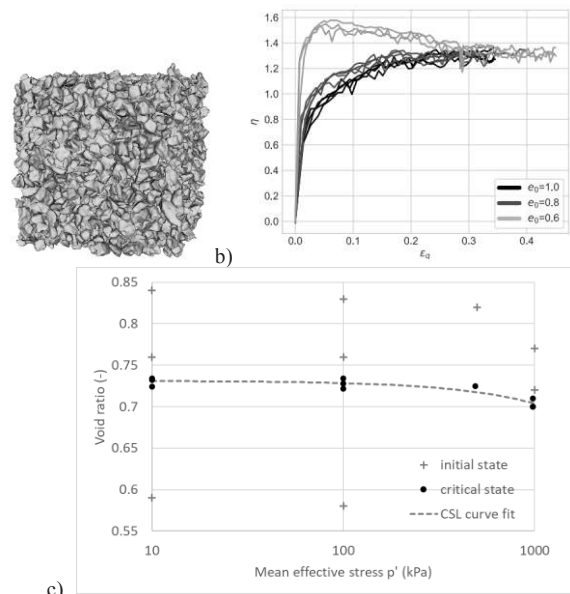 b)
1.6
1.4
1.2
1.0
0.8
0.6
0.4
0.2
0.0
η
0.0 0.1 0.2 0.3 0.4
εq
e₀=1.0
e₀=0.8
e₀=0.6
c)
0.85
0.8
0.75
0.7
0.65
0.6
0.55
Void ratio (-)
initial state
critical state
CSL curve fit
10 100 1000
Mean effective stress p' (kPa)